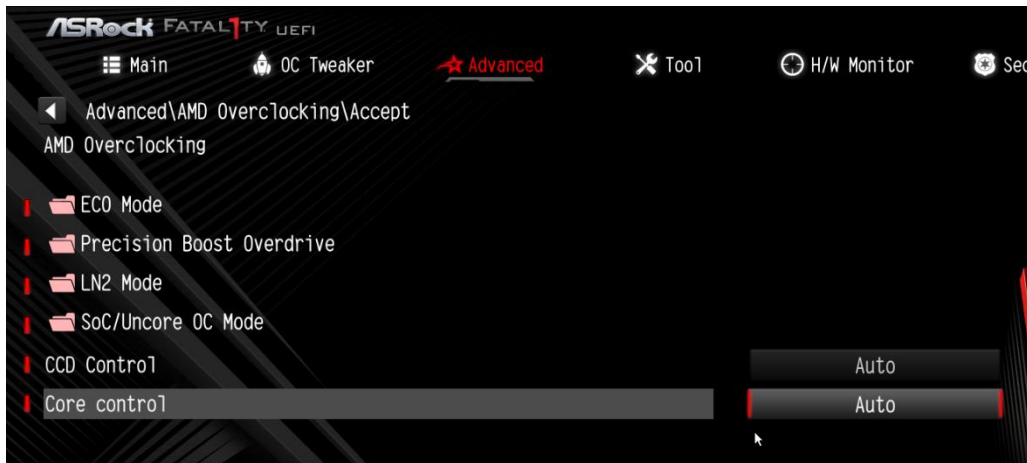 ASRock FATAL1TY UEFI
Main OC Tweaker Advanced Tool H/W Monitor Sec
Advanced\AMD Overclocking\Accept
AMD Overclocking
ECO Mode
Precision Boost Overdrive
LN2 Mode
SoC/Uncore OC Mode
CCD Control Auto
Core control Auto